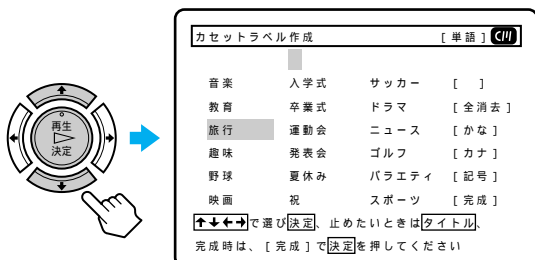 カセットラベル作成 [単語] CM
音楽 入学式 サッカー [ ]
教育 卒業式 ドラマ [全消去]
再生 旅行 運動会 ニュース [かな]
決定 趣味 発表会 ゴルフ [カナ]
野球 夏休み バラエティ [記号]
映画 祝 スポーツ [完成]
↑↓←→で選び決定、止めたいときはタイトル、
完成時は、[完成]で決定を押してください